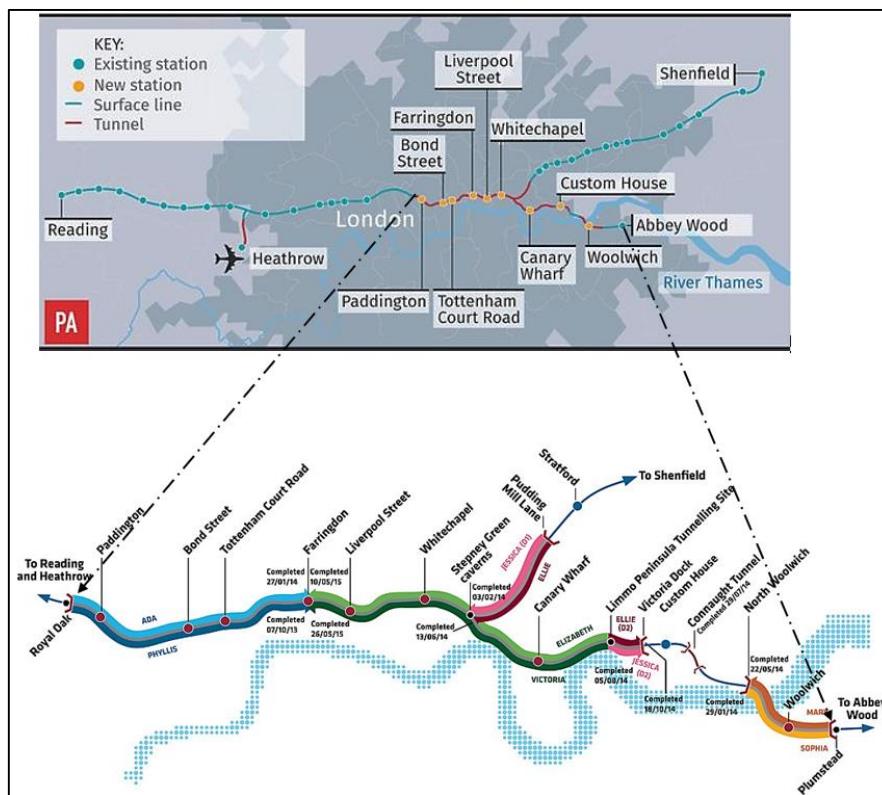 KEY:
Existing station
New station
Surface line
Tunnel
Liverpool
Street
Shenfield
Farringdon
Bond
Street
Whitechapel
Custom House
Reading
London
Abbey Wood
Heathrow
Canary
Wharf
Woolwich
Paddington
Tottenham
Court Road
River Thames
PA
To Reading
and Heathrow
Royal Oak
Paddington
Bond Street
Tottenham Court Road
Farringdon
Liverpool Street
Whitechapel
Stepney Green
caverns
Pudding
Mill Lane
Stratford
To Shenfield
Canary Wharf
Limmo Peninsula Tunnelling Site
Victoria Dock
Custom House
Connaught Tunnel
Completed 29/07/14
North Woolwich
Woolwich
To Abbey
Wood
Plumstead
ADA
PHYLLIS
Completed
27/01/14
Completed
07/10/13
Completed
10/05/15
Completed
26/05/15
Completed
03/02/14
Completed
13/06/14
JESSICA (D1)
ELLIE
ELIZABETH
VICTORIA
ELLIE
(D2)
JESSICA
(D2)
Completed
05/08/14
Completed
18/10/14
Completed
22/05/14
Completed
29/01/14
SOPHIA